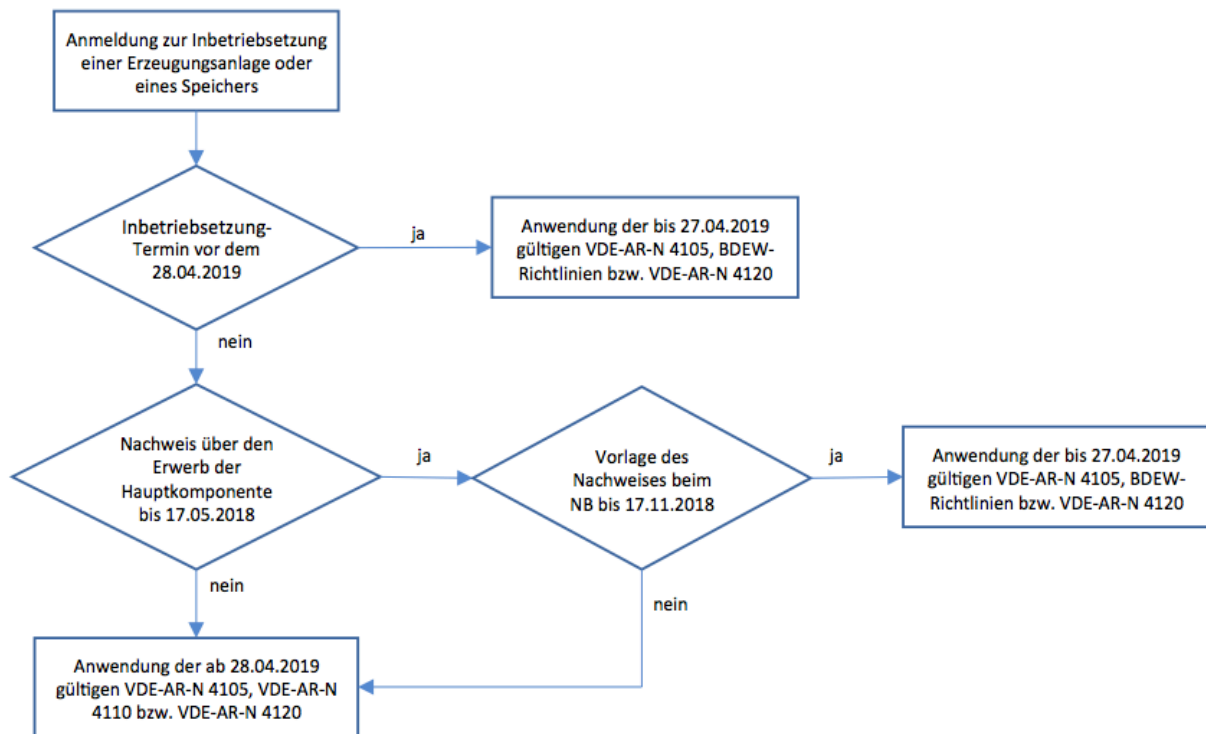 Anmeldung zur Inbetriebsetzung
einer Erzeugungsanlage oder
eines Speichers
Inbetriebsetzung-
Termin vor dem
28.04.2019
ja
Anwendung der bis 27.04.2019
gültigen VDE-AR-N 4105, BDEW-
Richtlinien bzw. VDE-AR-N 4120
nein
Nachweis über den
Erwerb der
Hauptkomponente
bis 17.05.2018
ja
Vorlage des
Nachweises beim
NB bis 17.11.2018
ja
Anwendung der bis 27.04.2019
gültigen VDE-AR-N 4105, BDEW-
Richtlinien bzw. VDE-AR-N 4120
nein
nein
Anwendung der ab 28.04.2019
gültigen VDE-AR-N 4105, VDE-AR-N
4110 bzw. VDE-AR-N 4120